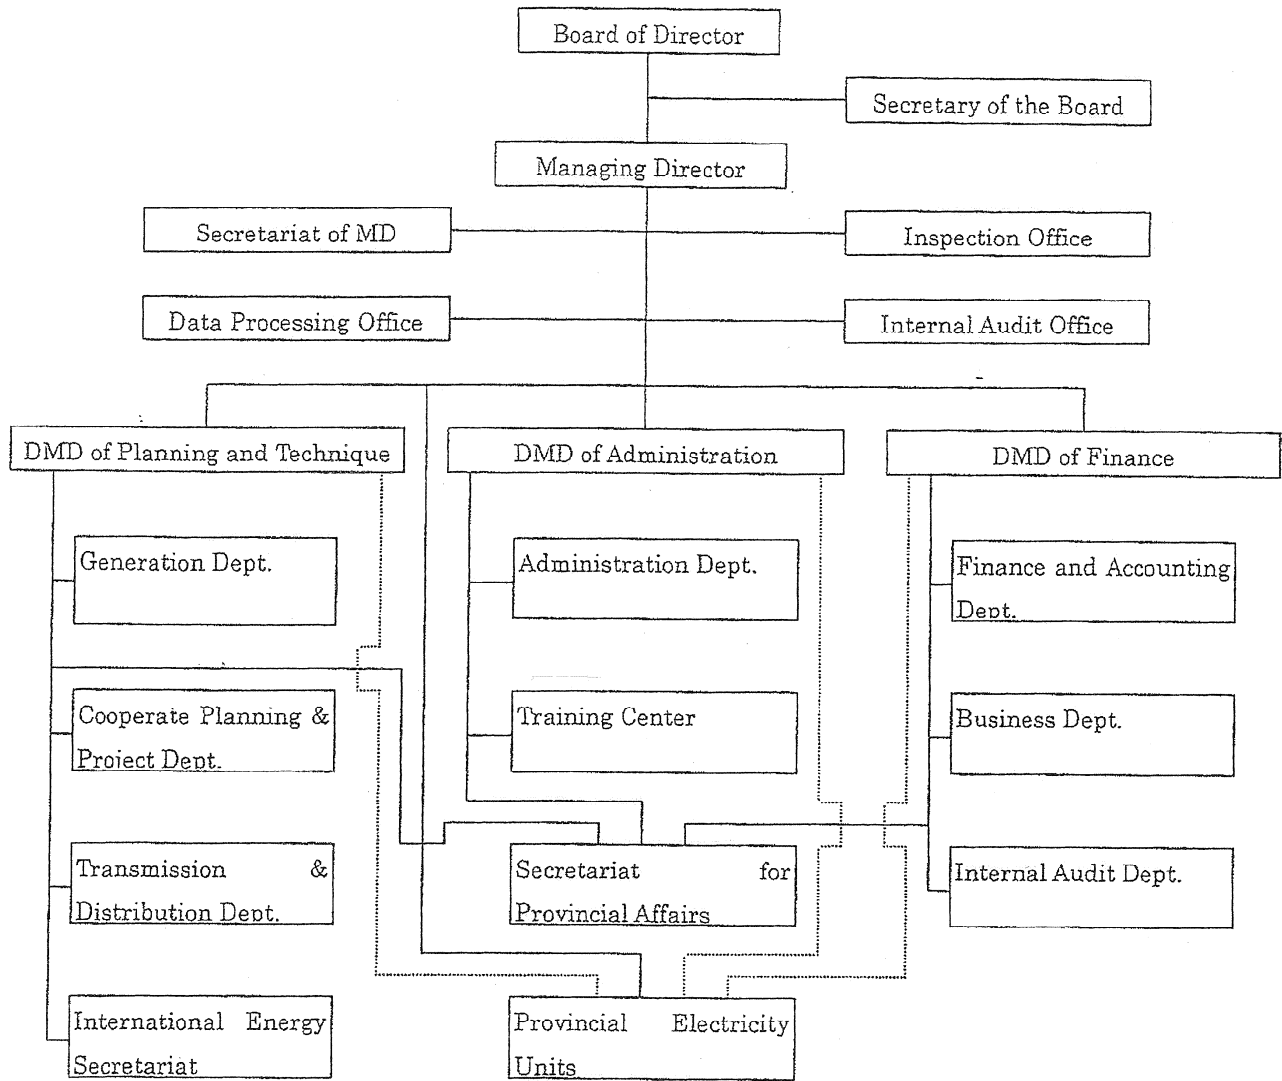 Board of Director
Secretary of the Board
Managing Director
Secretariat of MD
Inspection Office
Data Processing Office
Internal Audit Office
DMD of Planning and Technique
DMD of Administration
DMD of Finance
Generation Dept.
Administration Dept.
Finance and Accounting
Dept.
Cooperate Planning &
Project Dept.
Training Center
Business Dept.
Transmission &
Distribution Dept.
Secretariat for
Provincial Affairs
Internal Audit Dept.
International Energy
Secretariat
Provincial Electricity
Units